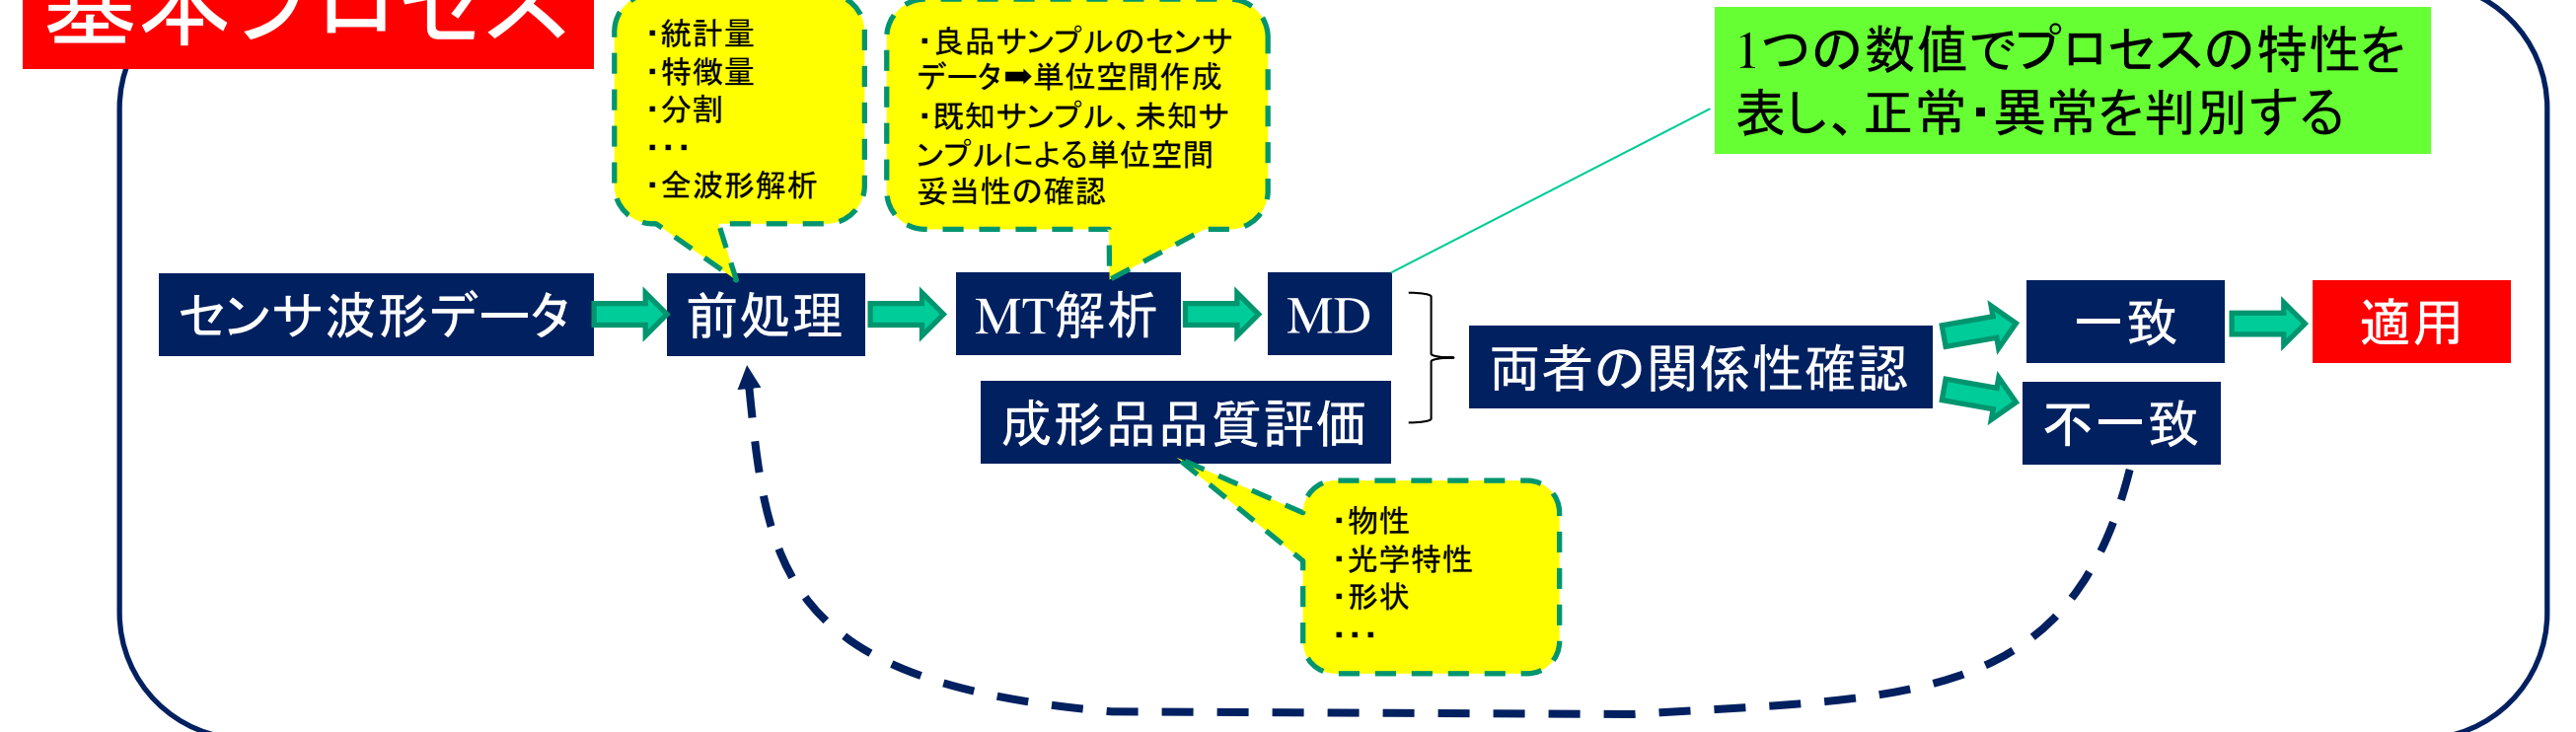 基本プロセス
・統計量
・特徴量
・分割
・・・
・全波形解析
・良品サンプルのセンサ
データ➡単位空間作成
・既知サンプル、未知サ
ンプルによる単位空間
妥当性の確認
1つの数値でプロセスの特性を
表し、正常・異常を判別する
センサ波形データ
前処理
MT解析
MD
成形品品質評価
両者の関係性確認
一致
不一致
適用
・物性
・光学特性
・形状
・・・